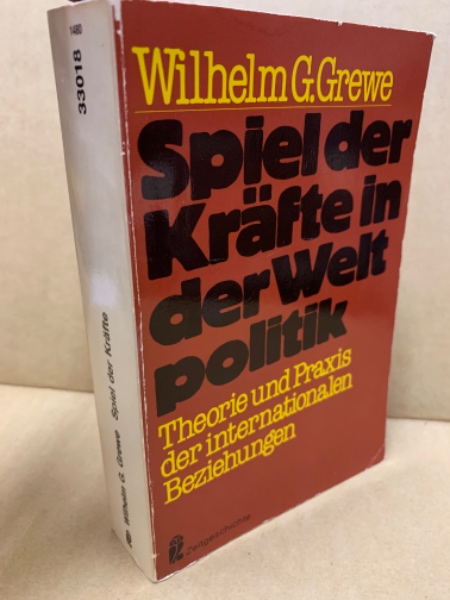 Wilhelm G. Grewe
Spiel der
Kräfte in
der Welt
politik
Theorie und Praxis
der internationalen
Beziehungen
Zeitgeschichte
1480
33018
Wilhelm G. Grewe Spiel der Kräfte